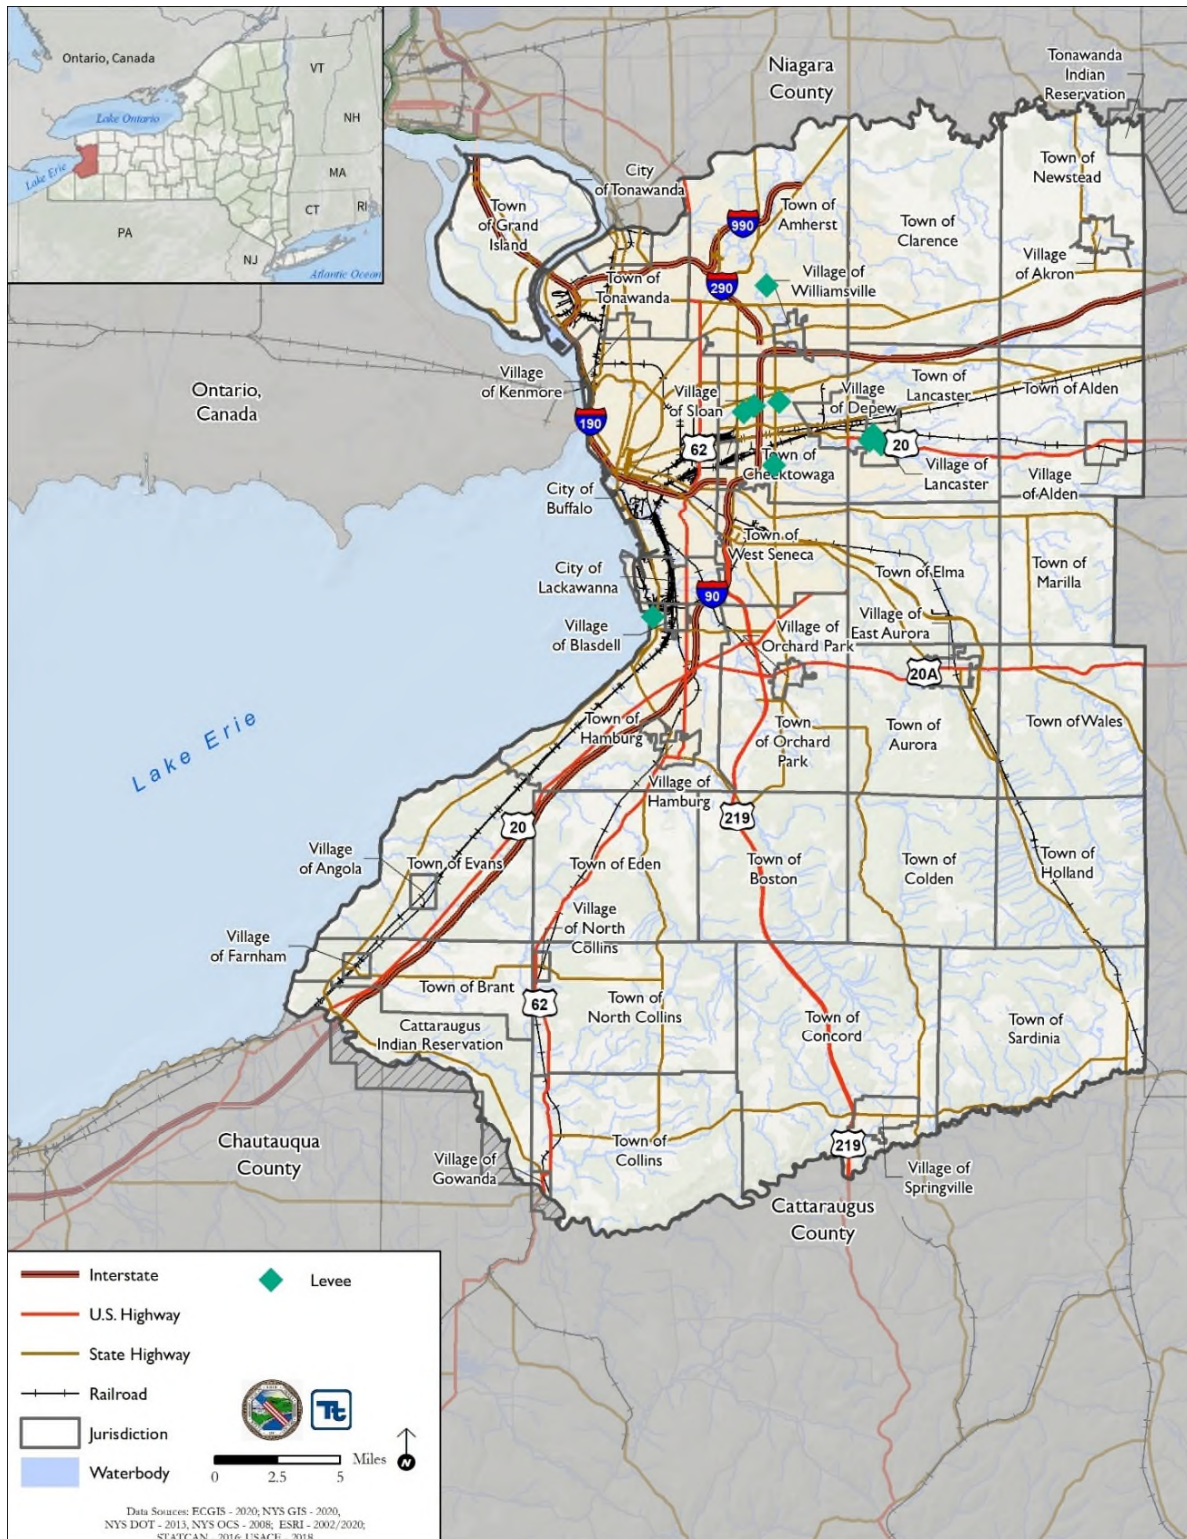 Ontario, Canada
VT
NH
Lake Ontario
MA
Lake Erie
CT
RI
PA
NJ
Atlantic Ocean
Niagara
County
Tonawanda
Indian
Reservation
City
of Tonawanda
Town
of Grand
Island
Town of
Newstead
990
Town of
Amherst
Town of
Clarence
Village
of Akron
Village of
Williamsville
290
Town of
Tonawanda
Ontario,
Canada
Village
of Kenmore
190
Village
of Sloan
Village
of Depew
Town of
Lancaster
Town of Alden
62
20
Town of
Cheektowaga
Village of
Lancaster
Village
of Alden
City of
Buffalo
Town of
West Seneca
City of
Lackawanna
90
Town of Elma
Town of
Marilla
Village
of Blasdell
Village of
Orchard Park
Village of
East Aurora
20A
Town of
Hamburg
Town
of Orchard
Park
Town of
Aurora
Town of Wales
Lake Erie
Village of
Hamburg
20
219
Village
of Angola
Town of Evans
Town of Eden
Town of
Boston
Town of
Colden
Town of
Holland
Village
of Farnham
Village
of North
Collins
Town of Brant
62
Town of
North Collins
Town of
Concord
Town of
Sardinia
Cattaraugus
Indian Reservation
Chautauqua
County
Village of
Gowanda
Town of
Collins
219
Village of
Springville
Cattaraugus
County
Interstate
Levee
U.S. Highway
State Highway
Railroad
Jurisdiction
Waterbody
Tt
Miles
N
0 2.5 5
Data Sources: ECGIS - 2020; NYS GIS - 2020,
NYS DOT - 2013, NYS OCS - 2008; ESRI - 2002/2020;
STATCAN - 2016; USACE - 2018